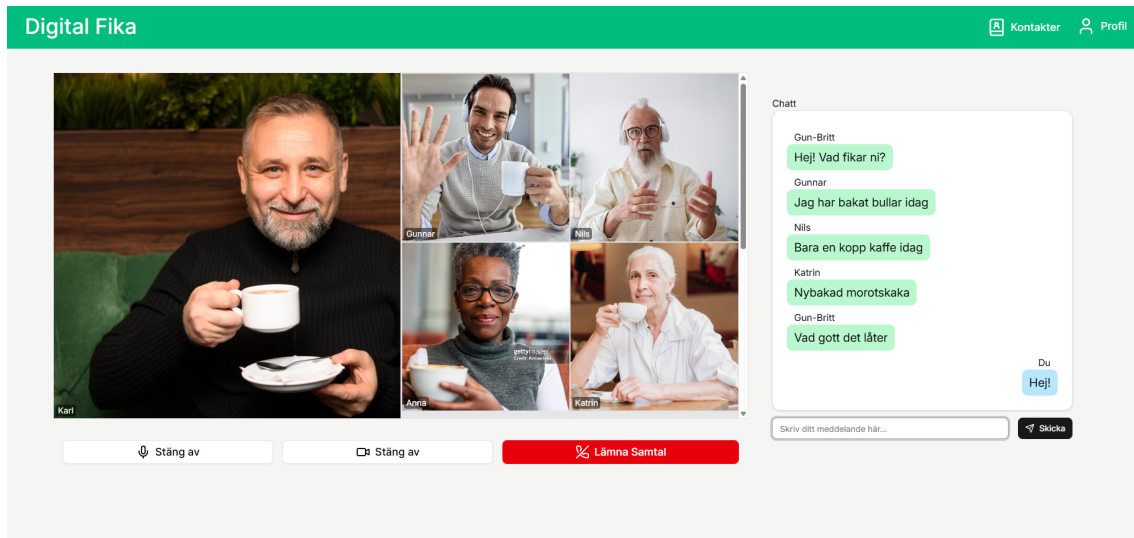 Digital Fika
Kontakter
Profil
Karl
Gunnar
Nils
Anna
gettyimages
Katrin
Stäng av
Stäng av
Lämna Samtal
Chatt
Gun-Britt
Hej! Vad fikar ni?
Gunnar
Jag har bakat bullar idag
Nils
Bara en kopp kaffe idag
Katrin
Nybakad morotskaka
Gun-Britt
Vad gott det låter
Du
Hej!
Skriv ditt meddelande här...
Skicka